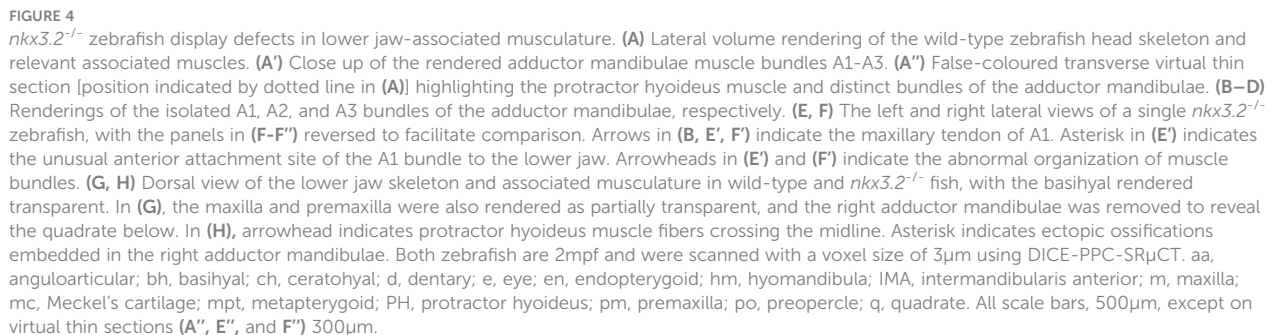 FIGURE 4
nkx3.2-/- zebrafish display defects in lower jaw-associated musculature. (A) Lateral volume rendering of the wild-type zebrafish head skeleton and
relevant associated muscles. (A’) Close up of the rendered adductor mandibulae muscle bundles A1-A3. (A’’) False-coloured transverse virtual thin
section [position indicated by dotted line in (A)] highlighting the protractor hyoideus muscle and distinct bundles of the adductor mandibulae. (B–D)
Renderings of the isolated A1, A2, and A3 bundles of the adductor mandibulae, respectively. (E, F) The left and right lateral views of a single nkx3.2-/-
zebrafish, with the panels in (F-F’’) reversed to facilitate comparison. Arrows in (B, E’, F’) indicate the maxillary tendon of A1. Asterisk in (E’) indicates
the unusual anterior attachment site of the A1 bundle to the lower jaw. Arrowheads in (E’) and (F’) indicate the abnormal organization of muscle
bundles. (G, H) Dorsal view of the lower jaw skeleton and associated musculature in wild-type and nkx3.2-/- fish, with the basihyal rendered
transparent. In (G), the maxilla and premaxilla were also rendered as partially transparent, and the right adductor mandibulae was removed to reveal
the quadrate below. In (H), arrowhead indicates protractor hyoideus muscle fibers crossing the midline. Asterisk indicates ectopic ossifications
embedded in the right adductor mandibulae. Both zebrafish are 2mpf and were scanned with a voxel size of 3µm using DICE-PPC-SRµCT. aa,
anguloarticular; bh, basihyal; ch, ceratohyal; d, dentary; e, eye; en, endopterygoid; hm, hyomandibula; IMA, intermandibularis anterior; m, maxilla;
mc, Meckel’s cartilage; mpt, metapterygoid; PH, protractor hyoideus; pm, premaxilla; po, preopercle; q, quadrate. All scale bars, 500µm, except on
virtual thin sections (A’’, E’’, and F’’) 300µm.